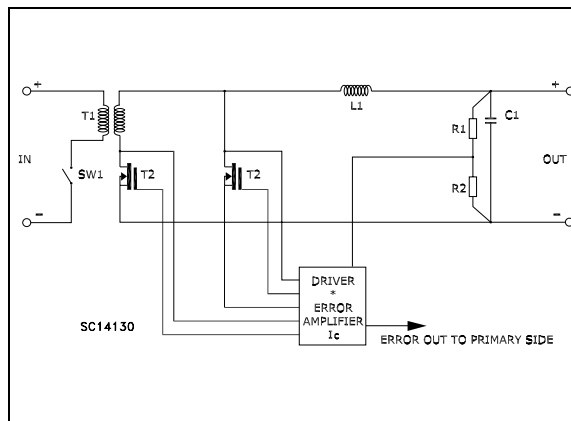 +
+
T1
L1
C1
R1
IN
SW1
T2
T2
R2
OUT
-
-
DRIVER
*
ERROR
AMPLIFIER
Ic
SC14130
ERROR OUT TO PRIMARY SIDE